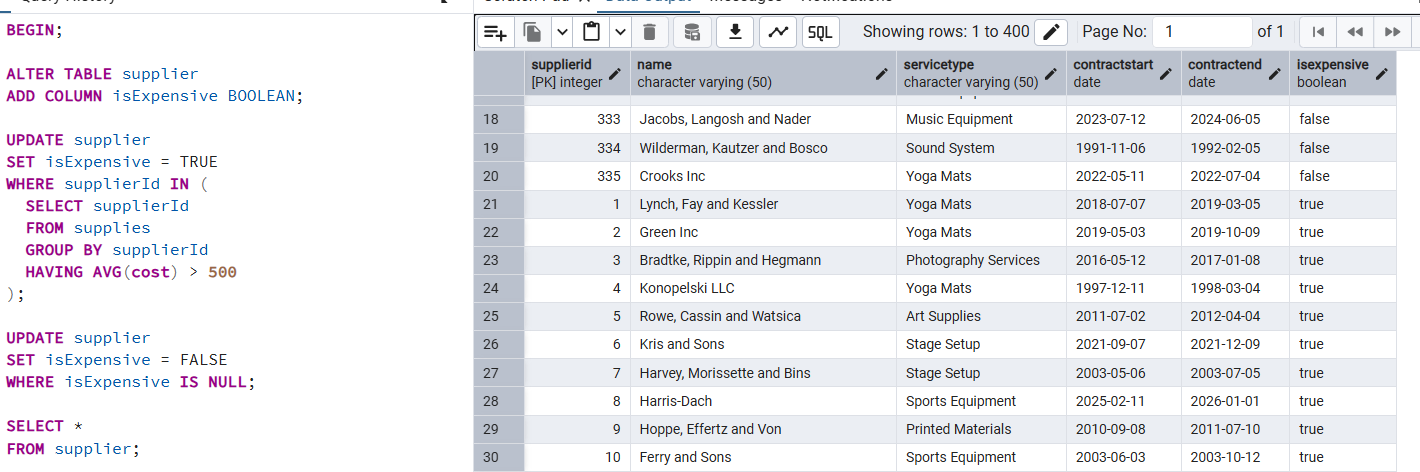 BEGIN;
ALTER TABLE supplier
ADD COLUMN isExpensive BOOLEAN;
UPDATE supplier
SET isExpensive = TRUE
WHERE supplierId IN (
SELECT supplierId
FROM supplies
GROUP BY supplierId
HAVING AVG(cost) > 500
);
UPDATE supplier
SET isExpensive = FALSE
WHERE isExpensive IS NULL;
SELECT *
FROM supplier;
SQL Showing rows: 1 to 400 Page No: 1 of 1
supplierid name servicetype contractstart contractend isexpensive
[PK] integer character varying (50) character varying (50) date date boolean
18 333 Jacobs, Langosh and Nader Music Equipment 2023-07-12 2024-06-05 false
19 334 Wilderman, Kautzer and Bosco Sound System 1991-11-06 1992-02-05 false
20 335 Crooks Inc Yoga Mats 2022-05-11 2022-07-04 false
21 1 Lynch, Fay and Kessler Yoga Mats 2018-07-07 2019-03-05 true
22 2 Green Inc Yoga Mats 2019-05-03 2019-10-09 true
23 3 Bradtke, Rippin and Hegmann Photography Services 2016-05-12 2017-01-08 true
24 4 Konopelski LLC Yoga Mats 1997-12-11 1998-03-04 true
25 5 Rowe, Cassin and Watsica Art Supplies 2011-07-02 2012-04-04 true
26 6 Kris and Sons Stage Setup 2021-09-07 2021-12-09 true
27 7 Harvey, Morissette and Bins Stage Setup 2003-05-06 2003-07-05 true
28 8 Harris-Dach Sports Equipment 2025-02-11 2026-01-01 true
29 9 Hoppe, Effertz and Von Printed Materials 2010-09-08 2011-07-10 true
30 10 Ferry and Sons Sports Equipment 2003-06-03 2003-10-12 true